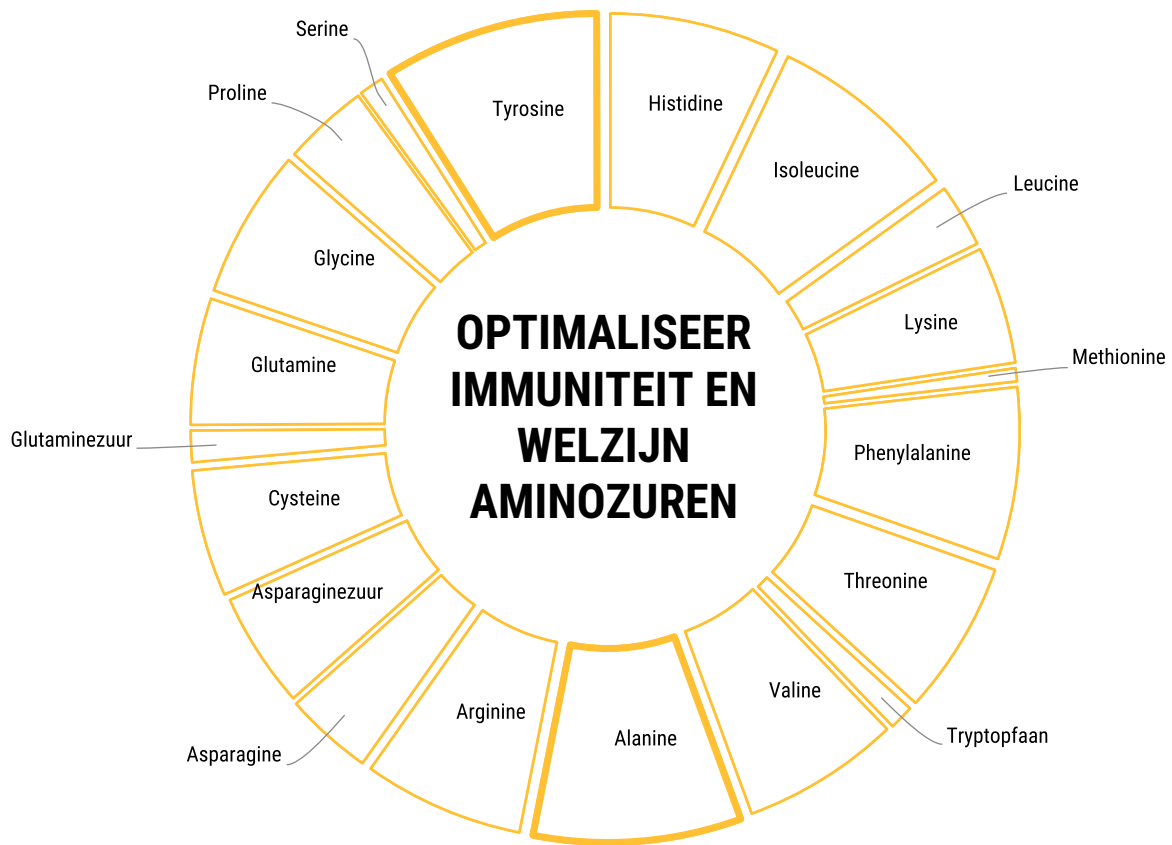 Serine
Proline
Tyrosine
Histidine
Isoleucine
Leucine
Glycine
Lysine
Methionine
Glutamine
Glutaminezuur
Phenylalanine
Cysteine
Threonine
Asparaginezuur
Valine
Tryptopfaan
Arginine
Alanine
Asparagine
OPTIMALISEER
IMMUNITEIT EN
WELZIJN
AMINOZUREN